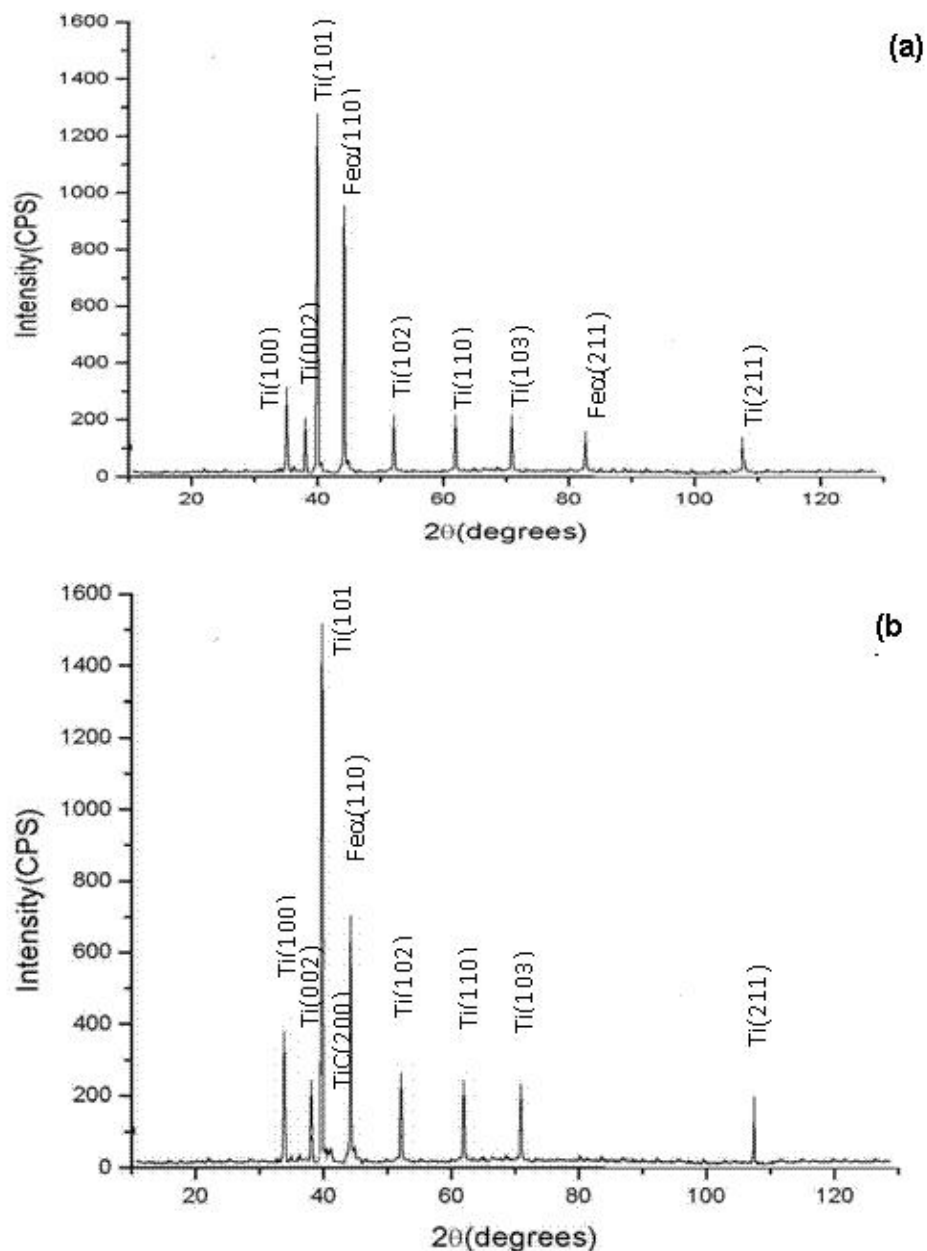 (a)
1600
1400
1200
1000
800
600
400
200
0
Intensity(CPS)
Ti(100)
Ti(002)
Ti(101)
Feα(110)
Ti(102)
Ti(110)
Ti(103)
Feα(211)
Ti(211)
20 40 60 80 100 120
2θ(degrees)
(b
1600
1400
1200
1000
800
600
400
200
0
Intensity(CPS)
Ti(100)
Ti(002)
Ti(101
TiC(200)
Feα(110)
Ti(102)
Ti(110)
Ti(103)
Ti(211)
20 40 60 80 100 120
2θ(degrees)